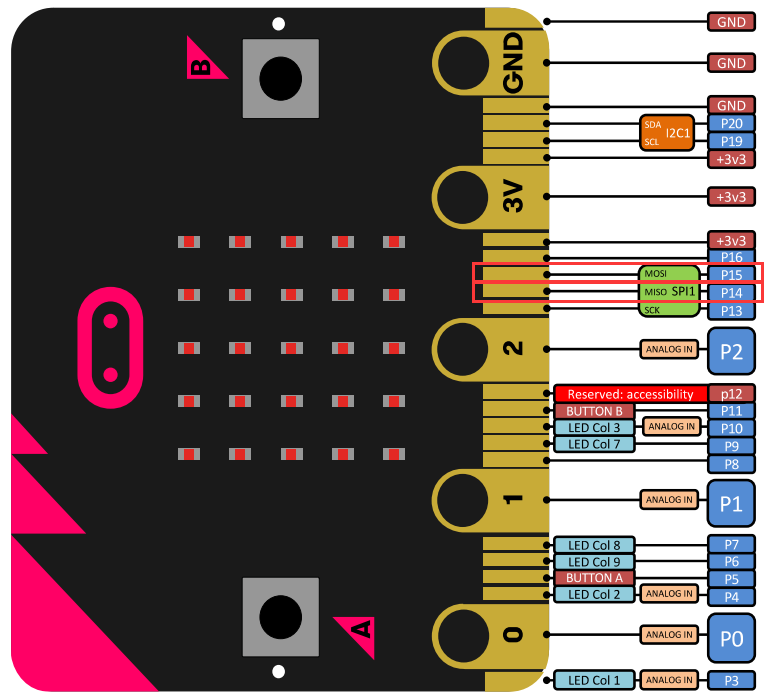 GND
GND
GND
B
GND
SDA
I2C1
P20
SCL
P19
+3v3
3V
+3v3
+3v3
P16
MOSI
P15
MISO SPI1
P14
SCK
P13
2
ANALOG IN
P2
Reserved: accessibility
p12
BUTTON B
P11
LED Col 3
ANALOG IN
P10
LED Col 7
P9
P8
1
ANALOG IN
P1
LED Col 8
P7
LED Col 9
P6
BUTTON A
P5
LED Col 2
ANALOG IN
P4
A
0
ANALOG IN
P0
LED Col 1
ANALOG IN
P3